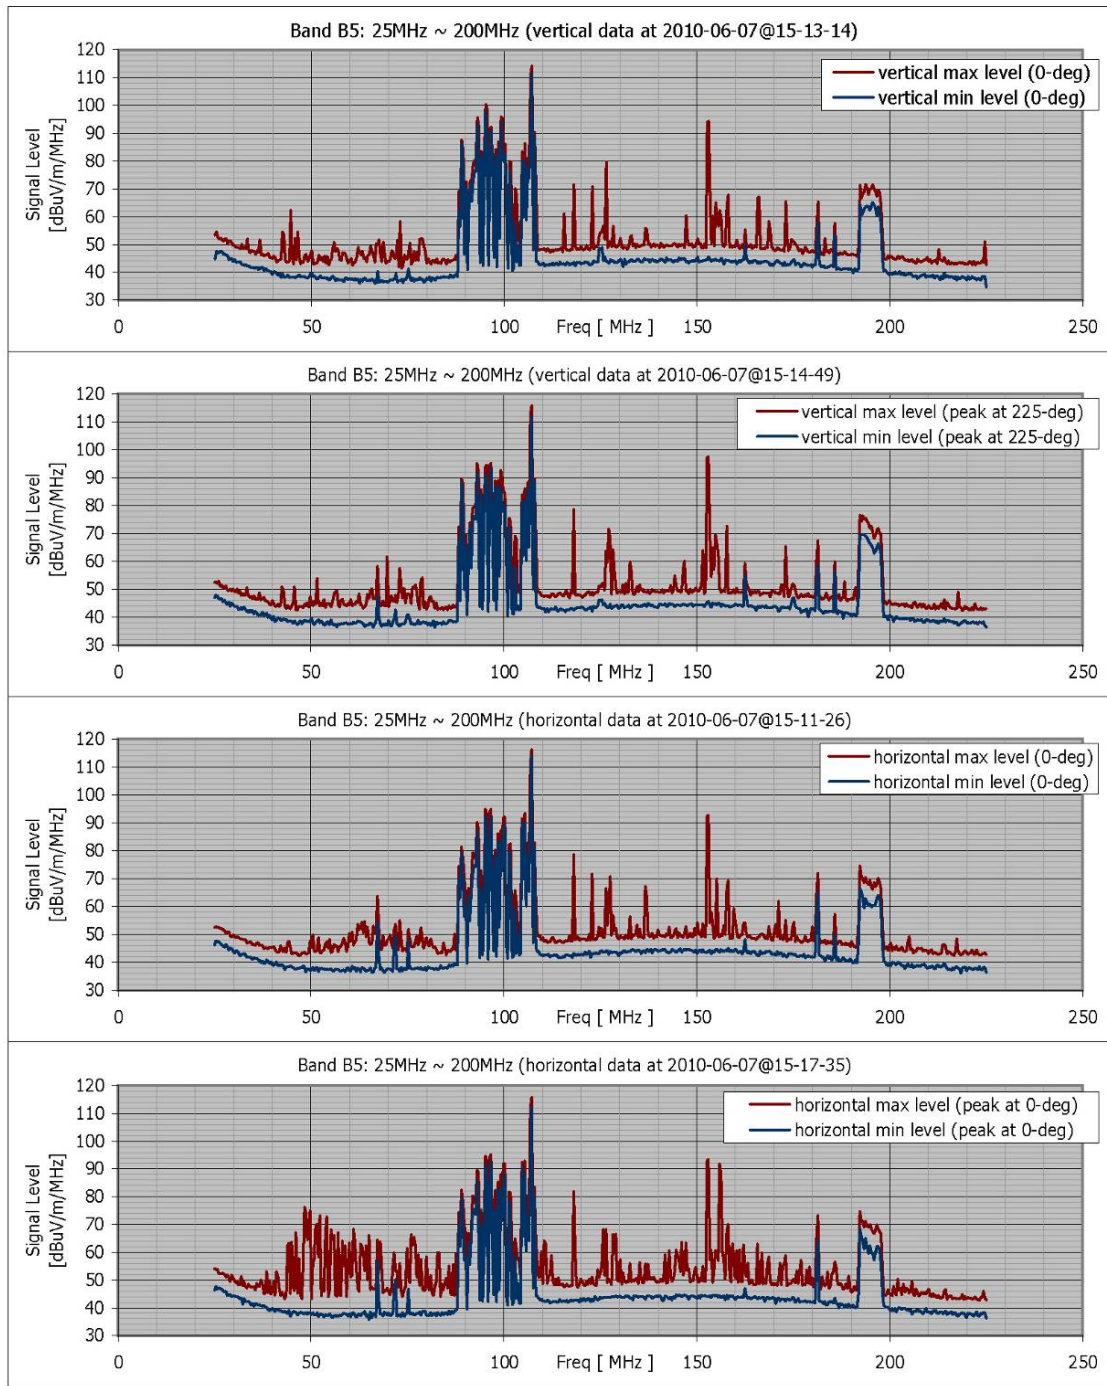 Band B5: 25MHz ~ 200MHz (vertical data at 2010-06-07@15-13-14)
vertical max level (0-deg)
vertical min level (0-deg)
Signal Level
[dBuV/m/MHz]
120
110
100
90
80
70
60
50
40
30
0 50 100 150 200 250
Freq [ MHz ]
Band B5: 25MHz ~ 200MHz (vertical data at 2010-06-07@15-14-49)
vertical max level (peak at 225-deg)
vertical min level (peak at 225-deg)
Signal Level
[dBuV/m/MHz]
120
110
100
90
80
70
60
50
40
30
0 50 100 150 200 250
Freq [ MHz ]
Band B5: 25MHz ~ 200MHz (horizontal data at 2010-06-07@15-11-26)
horizontal max level (0-deg)
horizontal min level (0-deg)
Signal Level
[dBuV/m/MHz]
120
110
100
90
80
70
60
50
40
30
0 50 100 150 200 250
Freq [ MHz ]
Band B5: 25MHz ~ 200MHz (horizontal data at 2010-06-07@15-17-35)
horizontal max level (peak at 0-deg)
horizontal min level (peak at 0-deg)
Signal Level
[dBuV/m/MHz]
120
110
100
90
80
70
60
50
40
30
0 50 100 150 200 250
Freq [ MHz ]